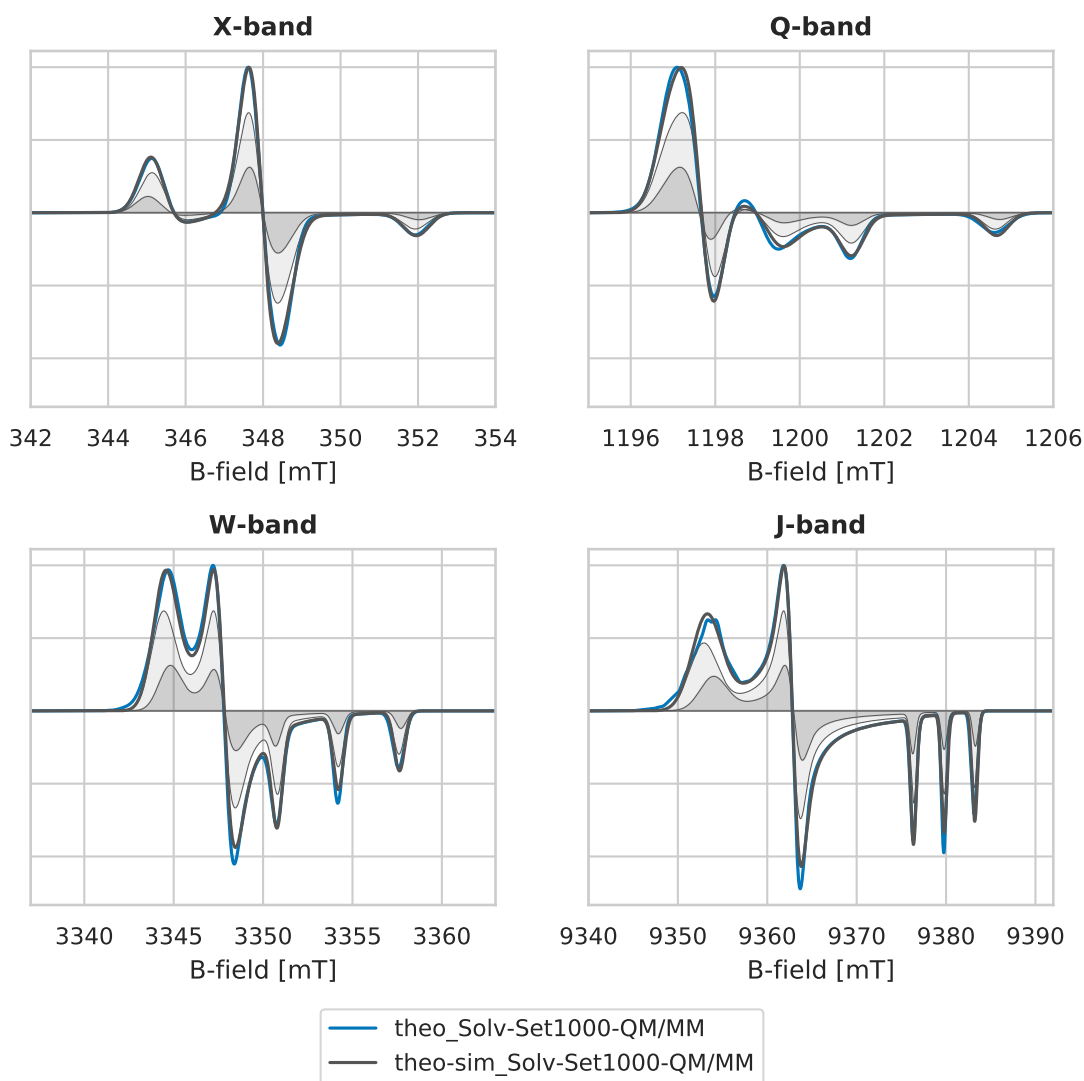 X-band
Q-band
342 344 346 348 350 352 354
1196 1198 1200 1202 1204 1206
B-field [mT]
B-field [mT]
W-band
J-band
3340 3345 3350 3355 3360
9340 9350 9360 9370 9380 9390
B-field [mT]
B-field [mT]
theo_Solv-Set1000-QM/MM
theo-sim_Solv-Set1000-QM/MM